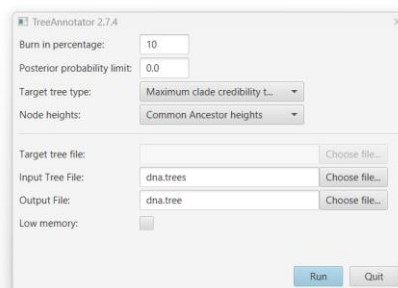 TreeAnnotator 2.7.4
Burn in percentage: 10
Posterior probability limit: 0.0
Target tree type: Maximum clade credibility t...
Node heights: Common Ancestor heights
Target tree file: Choose file...
Input Tree File: dna.trees Choose file...
Output File: dna.tree Choose file...
Low memory:
Run Quit